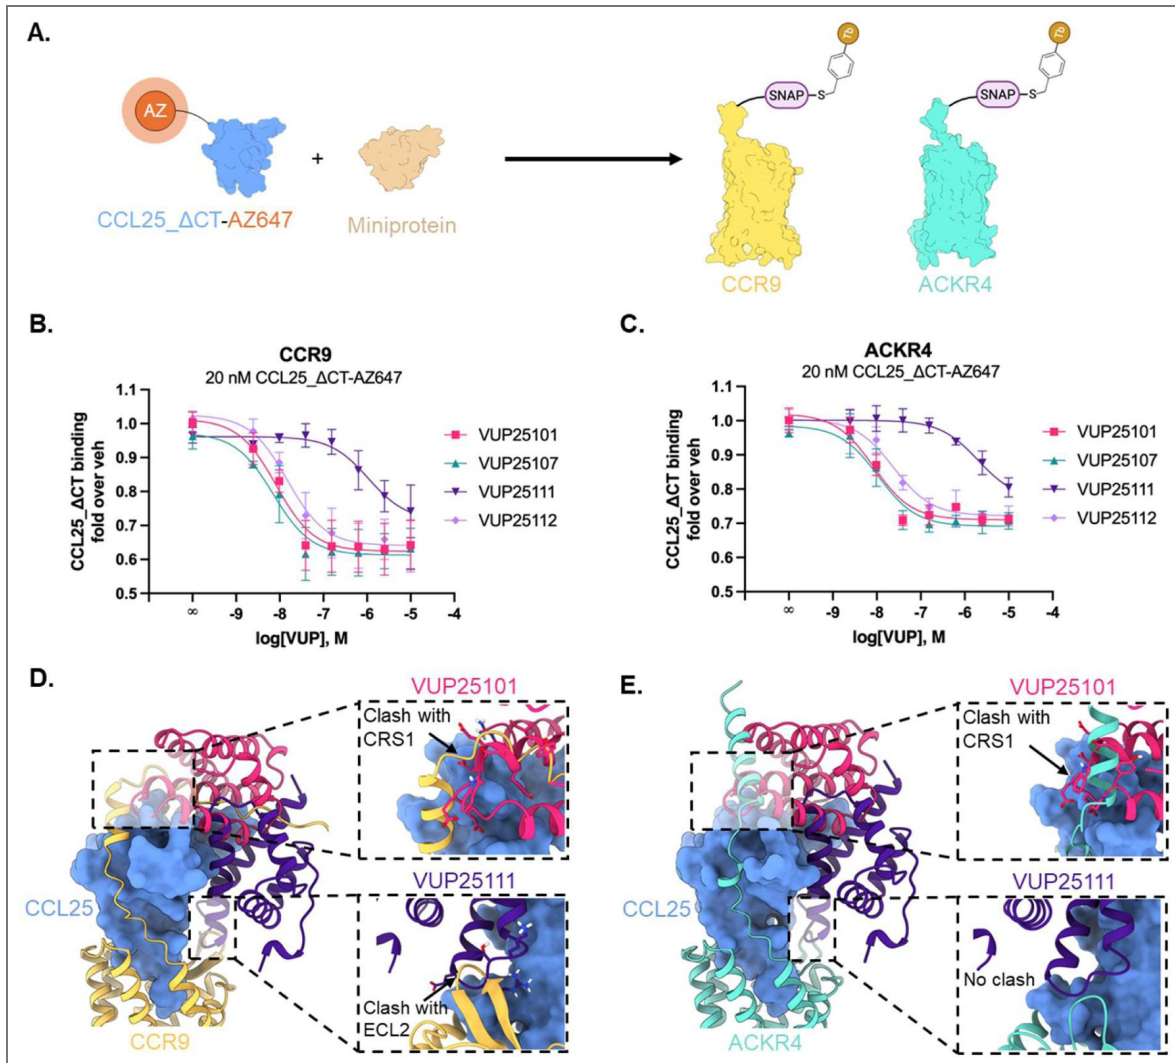 A.
Tb
Tb
SNAP
S
SNAP
S
AZ
+
CCL25_ΔCT-AZ647
Miniprotein
CCR9
ACKR4
B.
CCR9
20 nM CCL25_ΔCT-AZ647
CCL25_ΔCT binding
fold over veh
1.1
1.0
0.9
0.8
0.7
0.6
0.5
∞
-9
-8
-7
-6
-5
-4
log[VUP], M
VUP25101
VUP25107
VUP25111
VUP25112
C.
ACKR4
20 nM CCL25_ΔCT-AZ647
CCL25_ΔCT binding
fold over veh
1.1
1.0
0.9
0.8
0.7
0.6
0.5
∞
-9
-8
-7
-6
-5
-4
log[VUP], M
VUP25101
VUP25107
VUP25111
VUP25112
D.
VUP25101
Clash with
CRS1
CCL25
VUP25111
Clash with
ECL2
CCR9
E.
VUP25101
Clash with
CRS1
CCL25
VUP25111
No clash
ACKR4